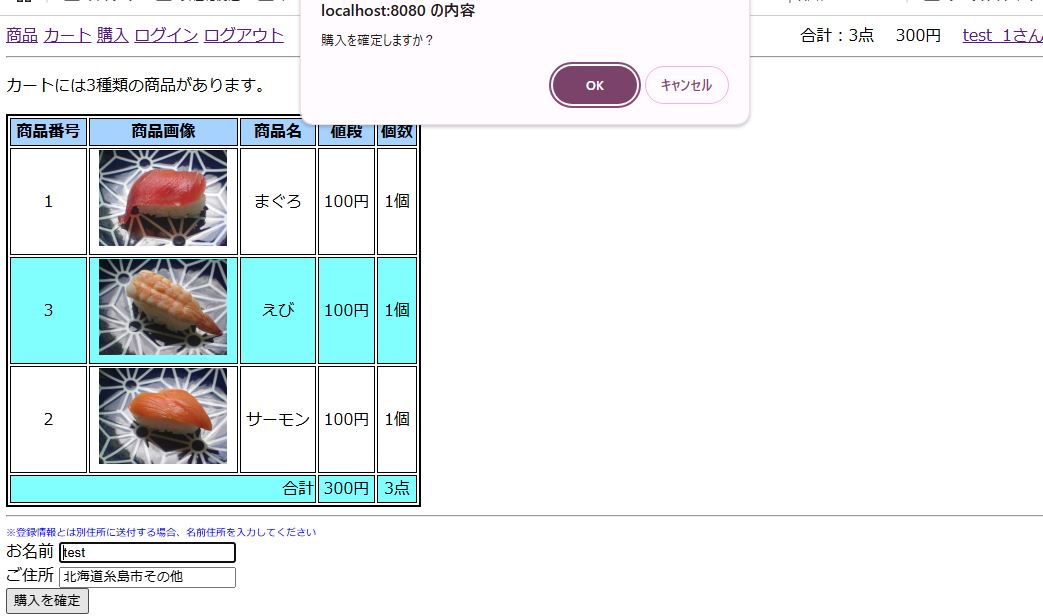 localhost:8080 の内容
購入を確定しますか？
OK キャンセル
商品 カート 購入 ログイン ログアウト 合計：3点 300円 test_1さん
カートには3種類の商品があります。
商品番号 商品画像 商品名 値段 個数
1 まぐろ 100円 1個
3 えび 100円 1個
2 サーモン 100円 1個
合計 300円 3点
※登録情報とは別住所に送付する場合、名前住所を入力してください
お名前 test
ご住所 北海道糸島市その他
購入を確定